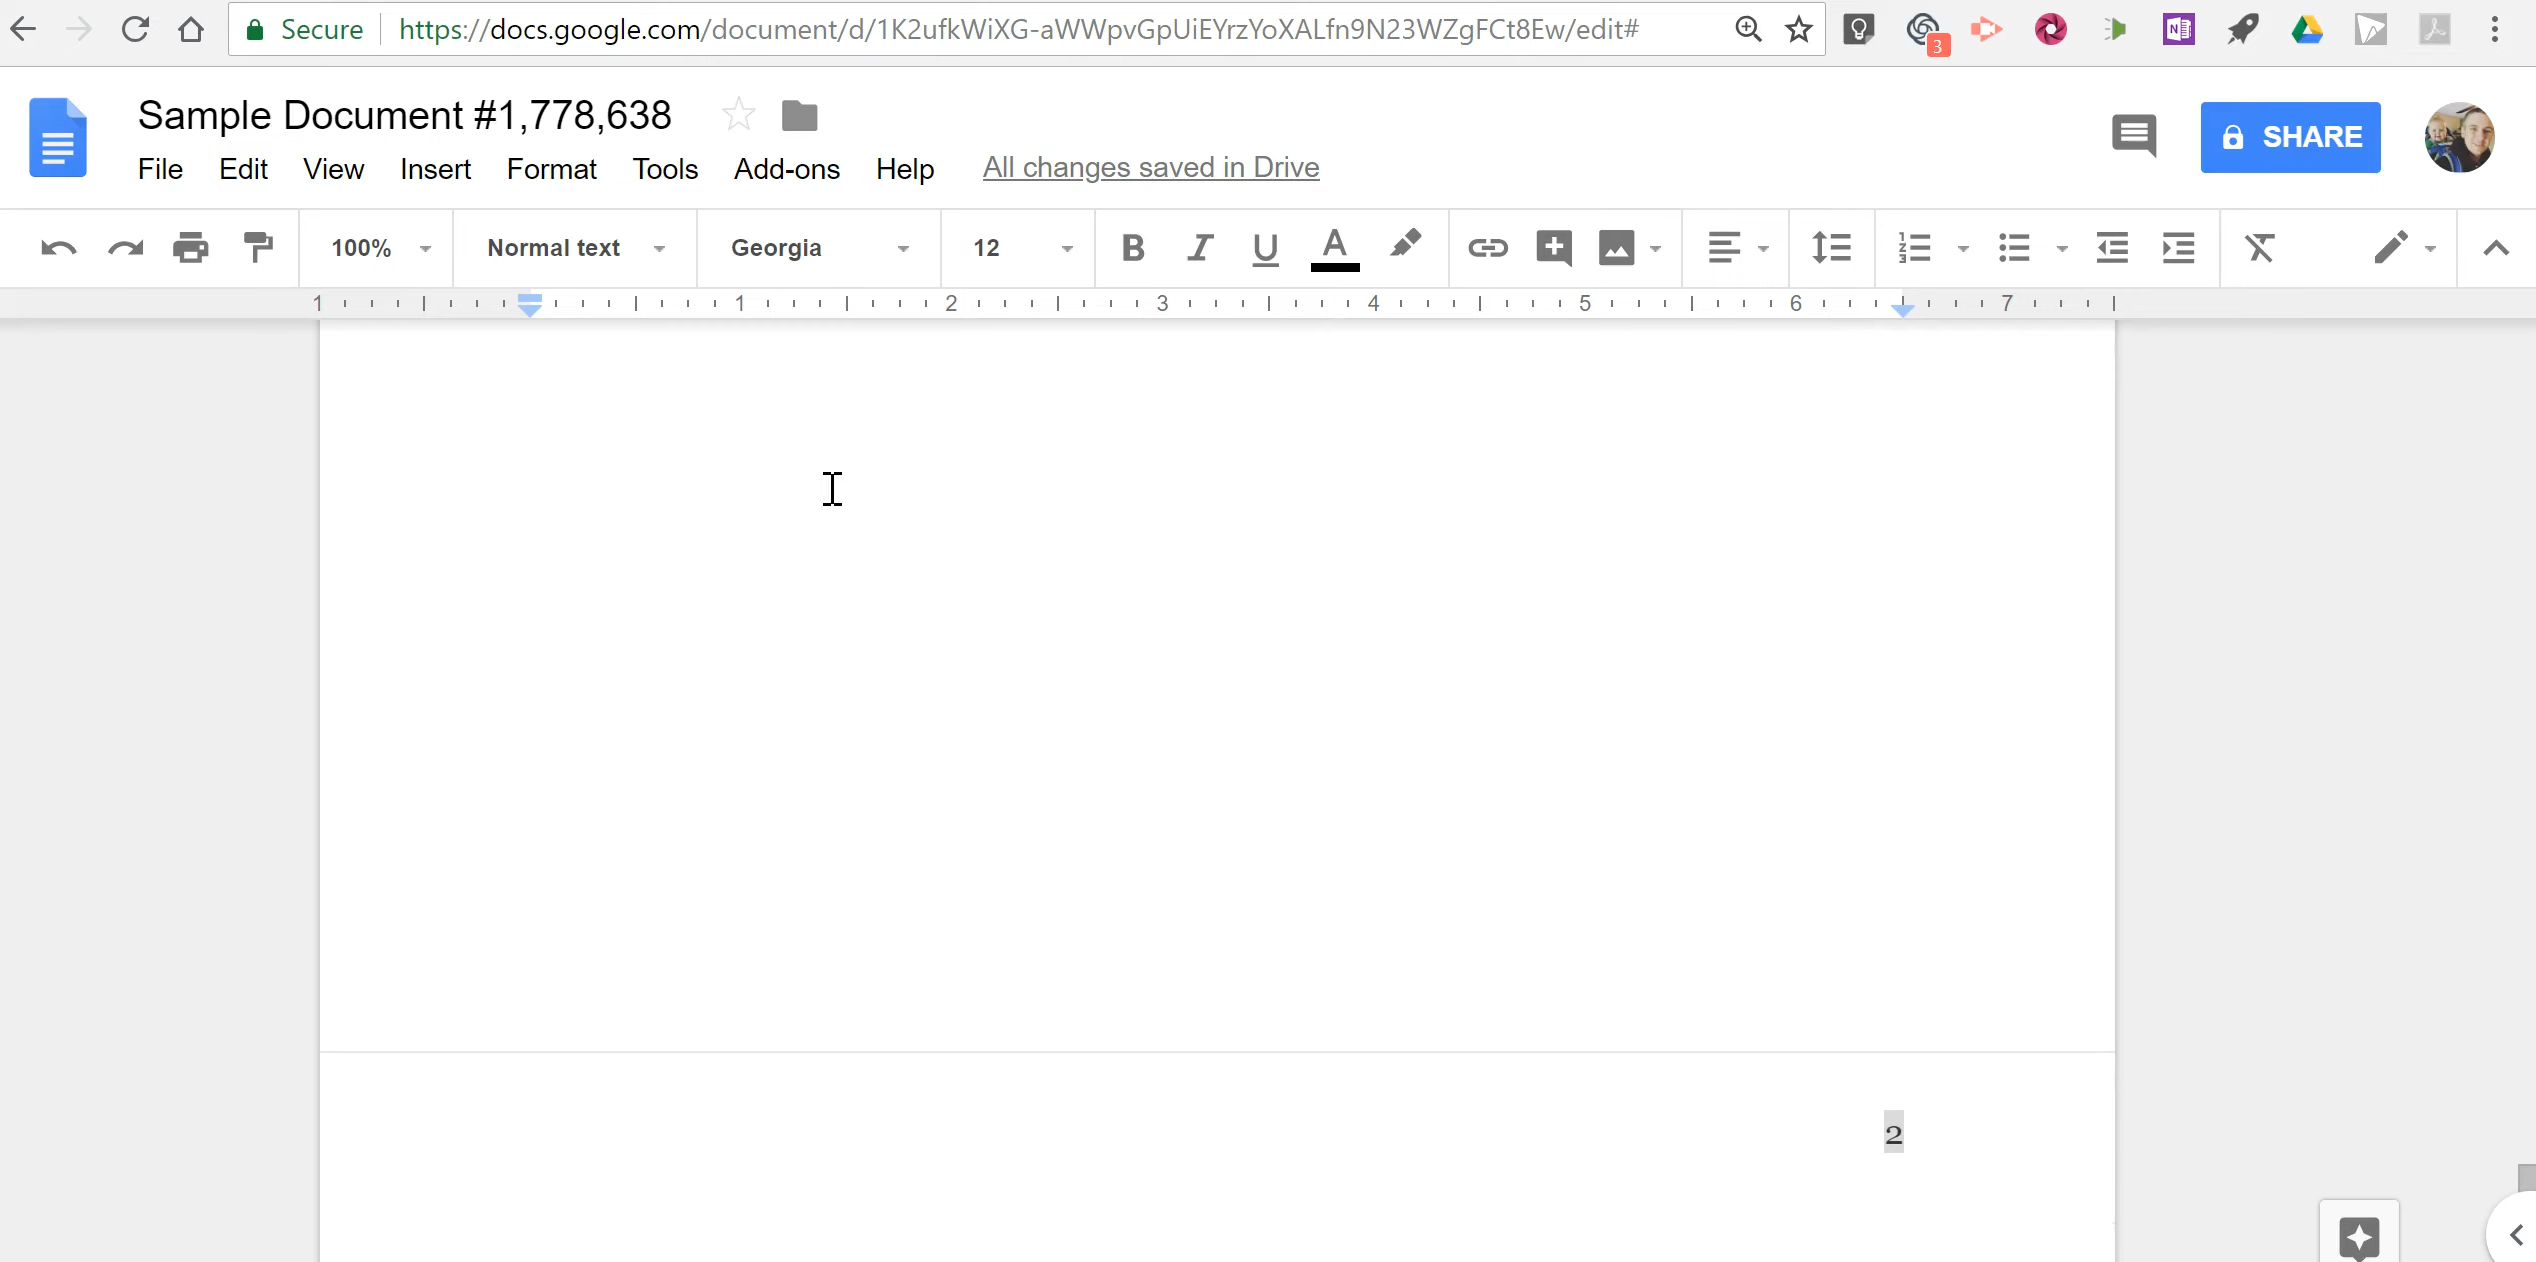 Secure https://docs.google.com/document/d/1K2ufkWiXG-aWWpvGpUiEYrzYoXALfn9N23WZgFCt8Ew/edit#
3
N
Sample Document #1,778,638
File Edit View Insert Format Tools Add-ons Help All changes saved in Drive
SHARE
100% Normal text Georgia 12 B I U A
1 1 2 3 4 5 6 7
2